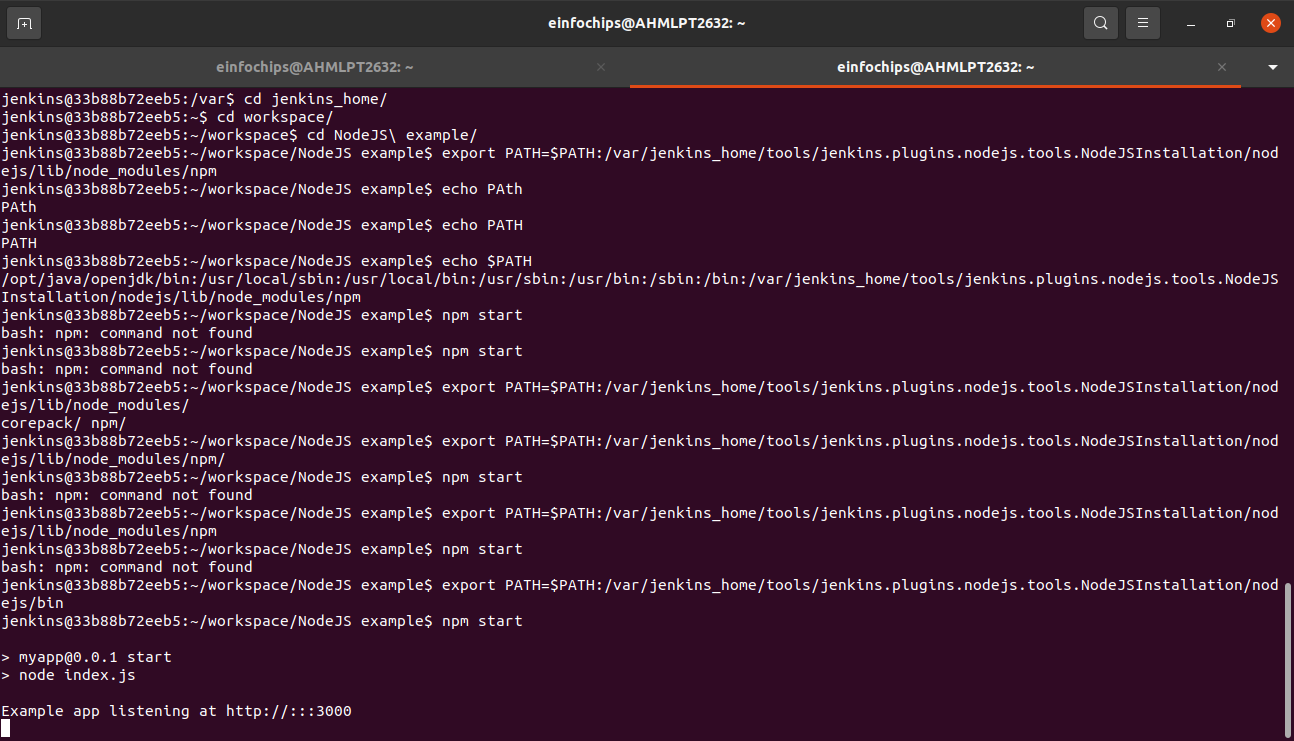 einfochips@AHMLPT2632: ~
einfochips@AHMLPT2632: ~
einfochips@AHMLPT2632: ~
jenkins@33b88b72eeb5:/var$ cd jenkins_home/
jenkins@33b88b72eeb5:~$ cd workspace/
jenkins@33b88b72eeb5:~/workspace$ cd NodeJS\ example/
jenkins@33b88b72eeb5:~/workspace/NodeJS example$ export PATH=$PATH:/var/jenkins_home/tools/jenkins.plugins.nodejs.tools.NodeJSInstallation/nod
ejs/lib/node_modules/npm
jenkins@33b88b72eeb5:~/workspace/NodeJS example$ echo PAth
PAth
jenkins@33b88b72eeb5:~/workspace/NodeJS example$ echo PATH
PATH
jenkins@33b88b72eeb5:~/workspace/NodeJS example$ echo $PATH
/opt/java/openjdk/bin:/usr/local/sbin:/usr/local/bin:/usr/sbin:/usr/bin:/sbin:/bin:/var/jenkins_home/tools/jenkins.plugins.nodejs.tools.NodeJS
Installation/nodejs/lib/node_modules/npm
jenkins@33b88b72eeb5:~/workspace/NodeJS example$ npm start
bash: npm: command not found
jenkins@33b88b72eeb5:~/workspace/NodeJS example$ npm start
bash: npm: command not found
jenkins@33b88b72eeb5:~/workspace/NodeJS example$ export PATH=$PATH:/var/jenkins_home/tools/jenkins.plugins.nodejs.tools.NodeJSInstallation/nod
ejs/lib/node_modules/
corepack/ npm/
jenkins@33b88b72eeb5:~/workspace/NodeJS example$ export PATH=$PATH:/var/jenkins_home/tools/jenkins.plugins.nodejs.tools.NodeJSInstallation/nod
ejs/lib/node_modules/npm/
jenkins@33b88b72eeb5:~/workspace/NodeJS example$ npm start
bash: npm: command not found
jenkins@33b88b72eeb5:~/workspace/NodeJS example$ export PATH=$PATH:/var/jenkins_home/tools/jenkins.plugins.nodejs.tools.NodeJSInstallation/nod
ejs/lib/node_modules/npm
jenkins@33b88b72eeb5:~/workspace/NodeJS example$ npm start
bash: npm: command not found
jenkins@33b88b72eeb5:~/workspace/NodeJS example$ export PATH=$PATH:/var/jenkins_home/tools/jenkins.plugins.nodejs.tools.NodeJSInstallation/nod
ejs/bin
jenkins@33b88b72eeb5:~/workspace/NodeJS example$ npm start
> myapp@0.0.1 start
> node index.js
Example app listening at http://:::3000